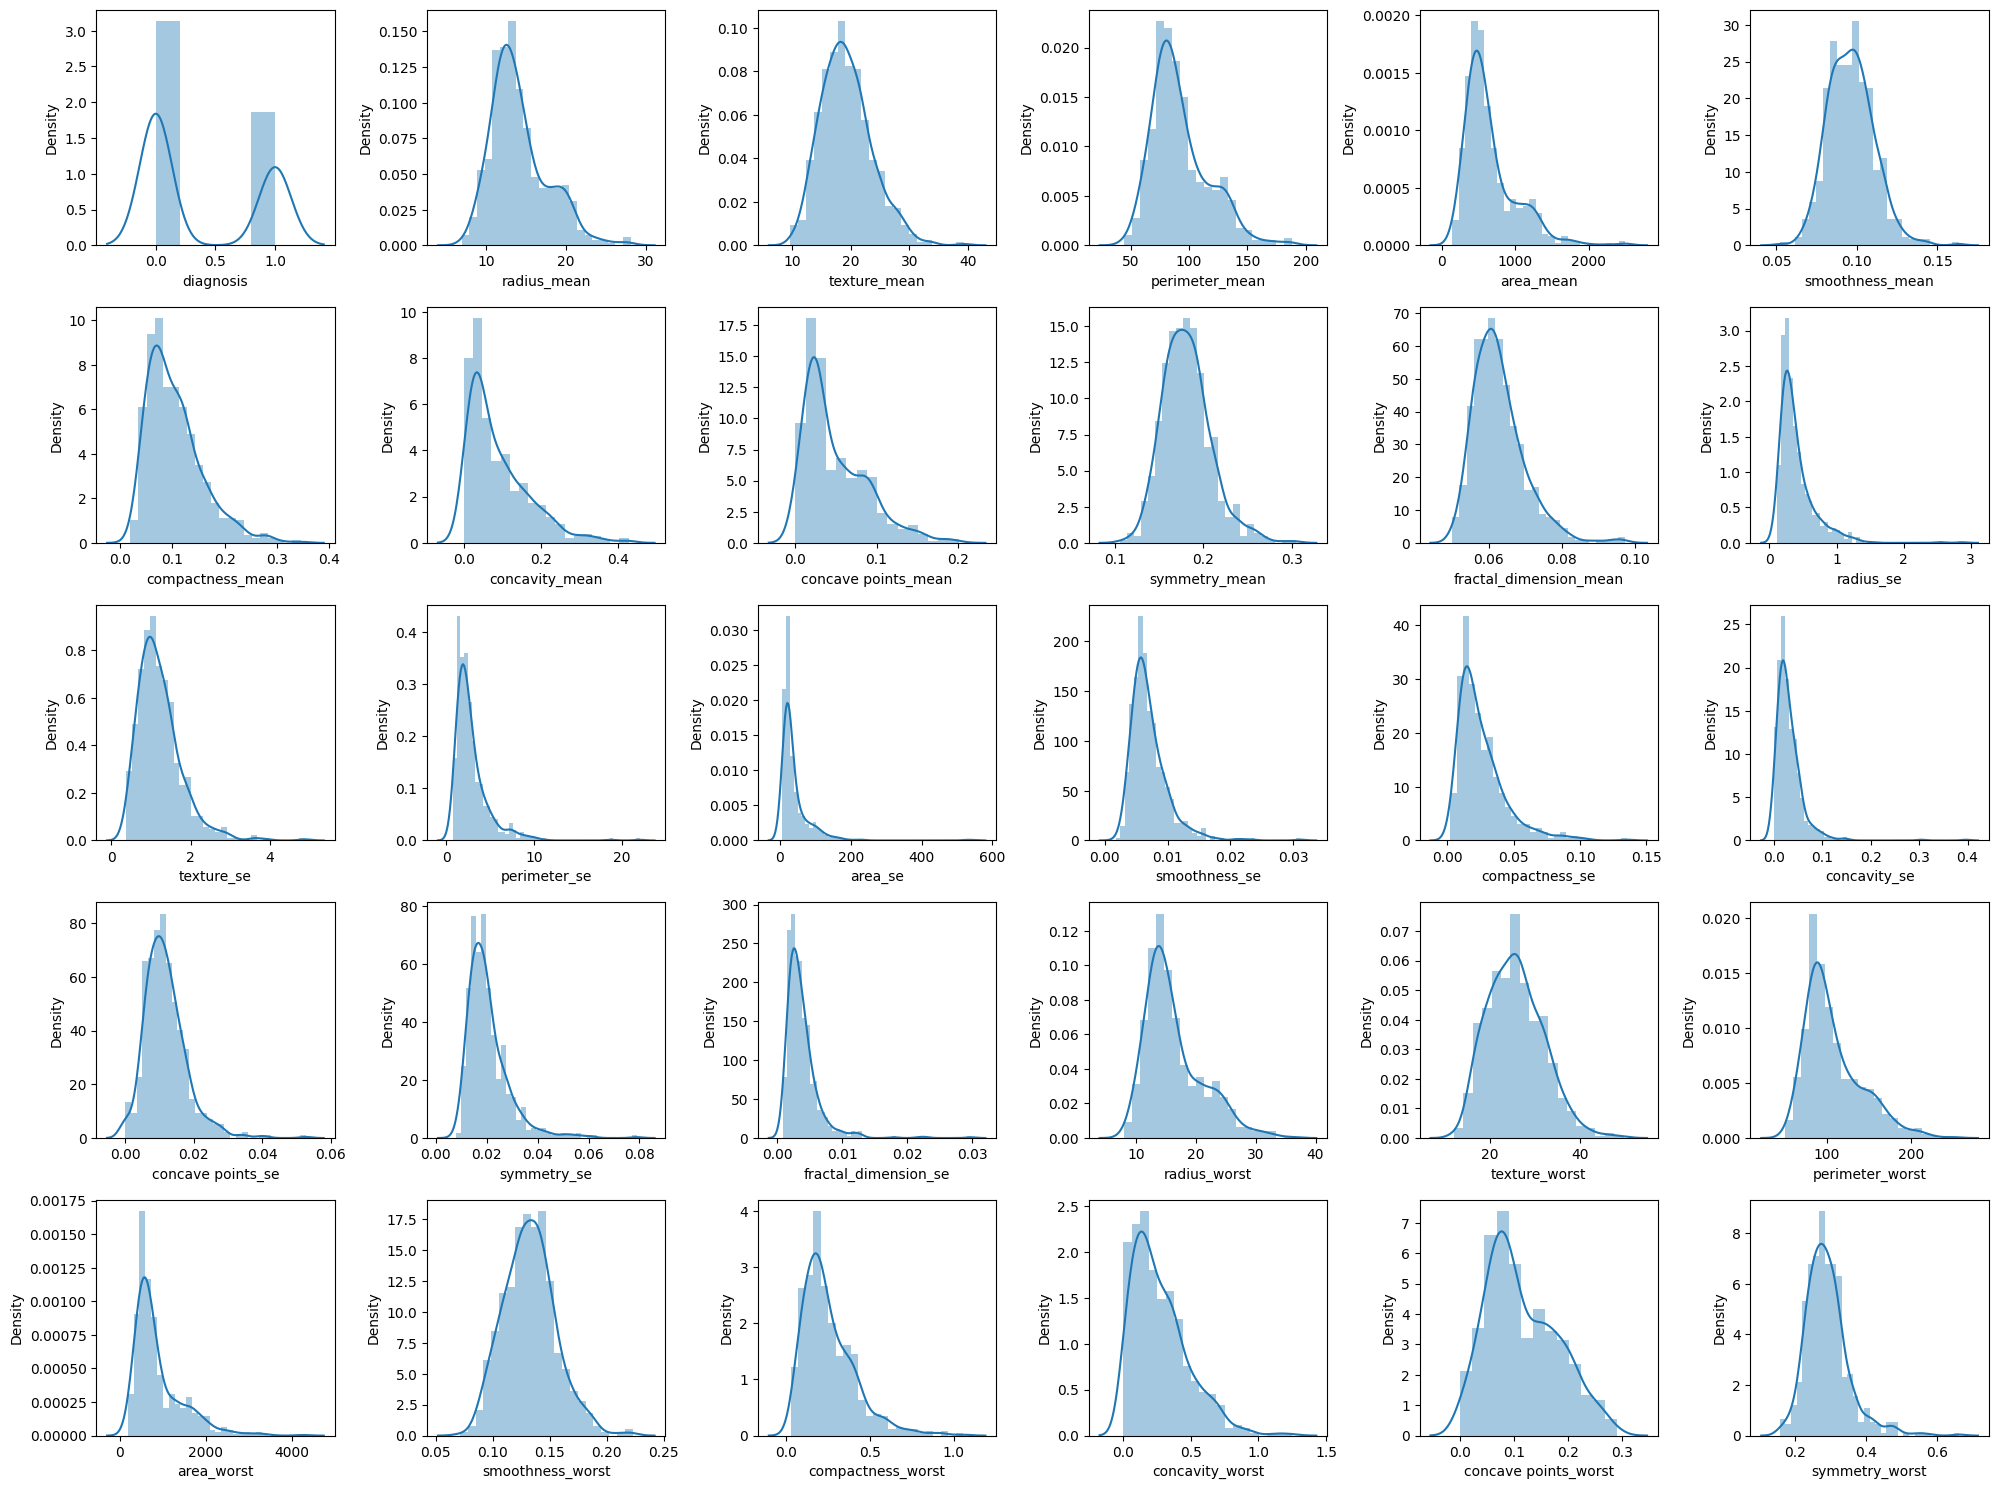 3.0
2.5
2.0
1.5
1.0
0.5
0.0
Density
0.0 0.5 1.0
diagnosis
0.150
0.125
0.100
0.075
0.050
0.025
0.000
Density
10 20 30
radius_mean
0.10
0.08
0.06
0.04
0.02
0.00
Density
10 20 30 40
texture_mean
0.020
0.015
0.010
0.005
0.000
Density
50 100 150 200
perimeter_mean
0.0020
0.0015
0.0010
0.0005
0.0000
Density
0 1000 2000
area_mean
30
25
20
15
10
5
0
Density
0.05 0.10 0.15
smoothness_mean
10
8
6
4
2
0
Density
0.0 0.1 0.2 0.3 0.4
compactness_mean
10
8
6
4
2
0
Density
0.0 0.2 0.4
concavity_mean
17.5
15.0
12.5
10.0
7.5
5.0
2.5
0.0
Density
0.0 0.1 0.2
concave points_mean
15.0
12.5
10.0
7.5
5.0
2.5
0.0
Density
0.1 0.2 0.3
symmetry_mean
70
60
50
40
30
20
10
0
Density
0.06 0.08 0.10
fractal_dimension_mean
3.0
2.5
2.0
1.5
1.0
0.5
0.0
Density
0 1 2 3
radius_se
0.8
0.6
0.4
0.2
0.0
Density
0 2 4
texture_se
0.4
0.3
0.2
0.1
0.0
Density
0 10 20
perimeter_se
0.030
0.025
0.020
0.015
0.010
0.005
0.000
Density
0 200 400 600
area_se
200
150
100
50
0
Density
0.00 0.01 0.02 0.03
smoothness_se
40
30
20
10
0
Density
0.00 0.05 0.10 0.15
compactness_se
25
20
15
10
5
0
Density
0.0 0.1 0.2 0.3 0.4
concavity_se
80
60
40
20
0
Density
0.00 0.02 0.04 0.06
concave points_se
80
60
40
20
0
Density
0.00 0.02 0.04 0.06 0.08
symmetry_se
300
250
200
150
100
50
0
Density
0.00 0.01 0.02 0.03
fractal_dimension_se
0.12
0.10
0.08
0.06
0.04
0.02
0.00
Density
10 20 30 40
radius_worst
0.07
0.06
0.05
0.04
0.03
0.02
0.01
0.00
Density
20 40
texture_worst
0.020
0.015
0.010
0.005
0.000
Density
100 200
perimeter_worst
0.00175
0.00150
0.00125
0.00100
0.00075
0.00050
0.00025
0.00000
Density
0 2000 4000
area_worst
17.5
15.0
12.5
10.0
7.5
5.0
2.5
0.0
Density
0.05 0.10 0.15 0.20 0.25
smoothness_worst
4
3
2
1
0
Density
0.0 0.5 1.0
compactness_worst
2.5
2.0
1.5
1.0
0.5
0.0
Density
0.0 0.5 1.0 1.5
concavity_worst
7
6
5
4
3
2
1
0
Density
0.0 0.1 0.2 0.3
concave points_worst
8
6
4
2
0
Density
0.2 0.4 0.6
symmetry_worst